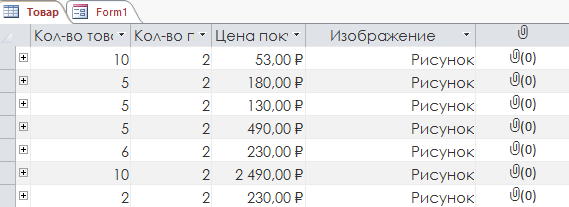 Товар Form1
Кол-во това Кол-во п Цена поку Изображение
10 2 53,00 ₽ Рисунок (0)
5 2 180,00 ₽ Рисунок (0)
5 2 130,00 ₽ Рисунок (0)
5 2 490,00 ₽ Рисунок (0)
6 2 230,00 ₽ Рисунок (0)
10 2 2 490,00 ₽ Рисунок (0)
2 2 230,00 ₽ Рисунок (0)